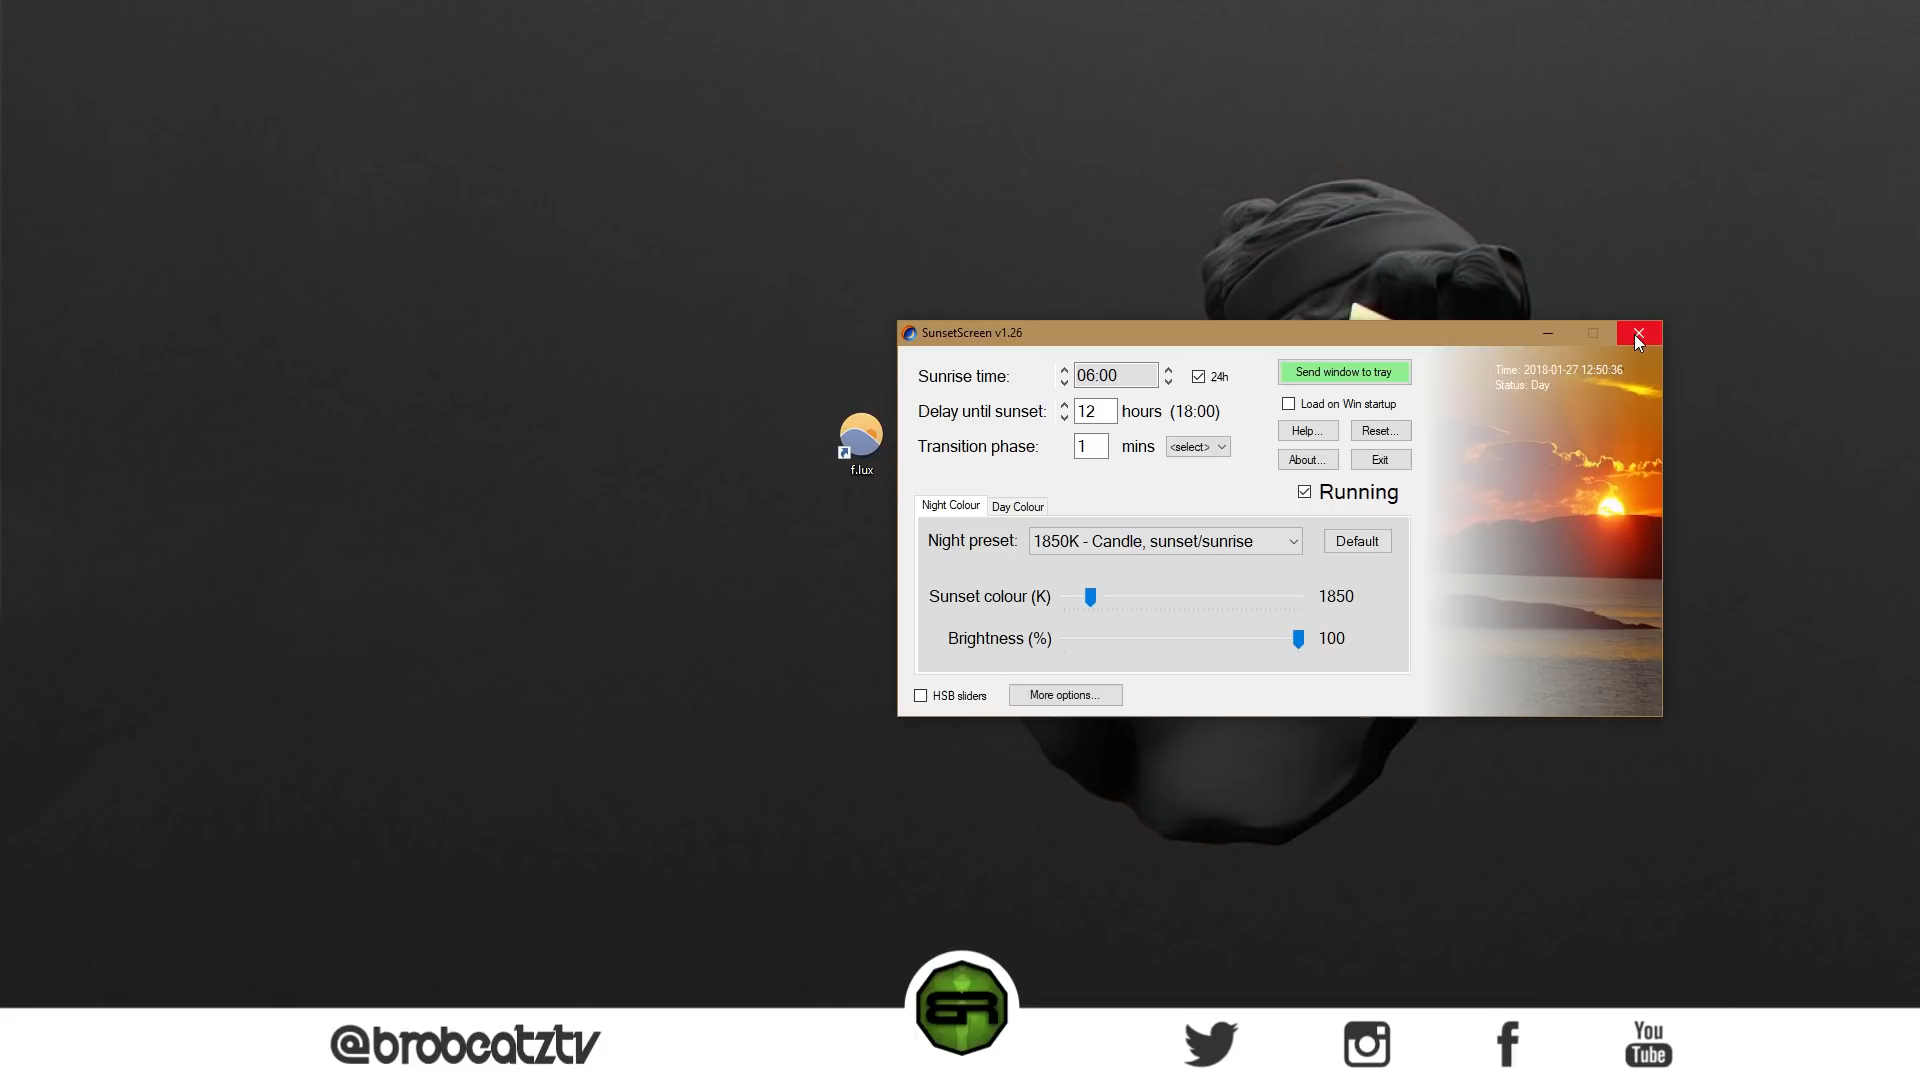 SunsetScreen v1.26
Sunrise time: 06:00 24h
Delay until sunset: 12 hours (18:00)
Transition phase: 1 mins <select>
Send window to tray
Load on Win startup
Help... Reset...
About... Exit
Running
Time: 2018-01-27 12:50:36
Status: Day
f.lux
Night Colour Day Colour
Night preset: 1850K - Candle, sunset/sunrise Default
Sunset colour (K) 1850
Brightness (%) 100
HSB sliders More options...
@brobcatztv
BR
You
Tube